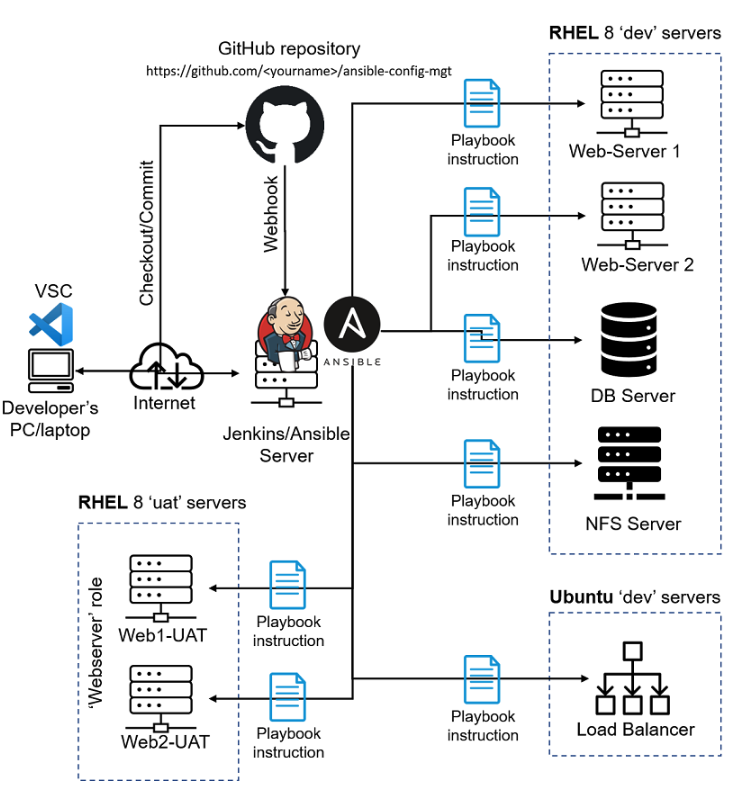 RHEL 8 ‘dev’ servers
GitHub repository
https://github.com/<yourname>/ansible-config-mgt
Playbook
instruction
Web-Server 1
Checkout/Commit
Webhook
Playbook
instruction
Web-Server 2
VSC
ANSIBLE
Playbook
instruction
DB Server
Developer’s
PC/laptop
Internet
Jenkins/Ansible
Server
Playbook
instruction
NFS Server
RHEL 8 ‘uat’ servers
‘Webserver’ role
Web1-UAT
Playbook
instruction
Web2-UAT
Playbook
instruction
Ubuntu ‘dev’ servers
Playbook
instruction
Load Balancer